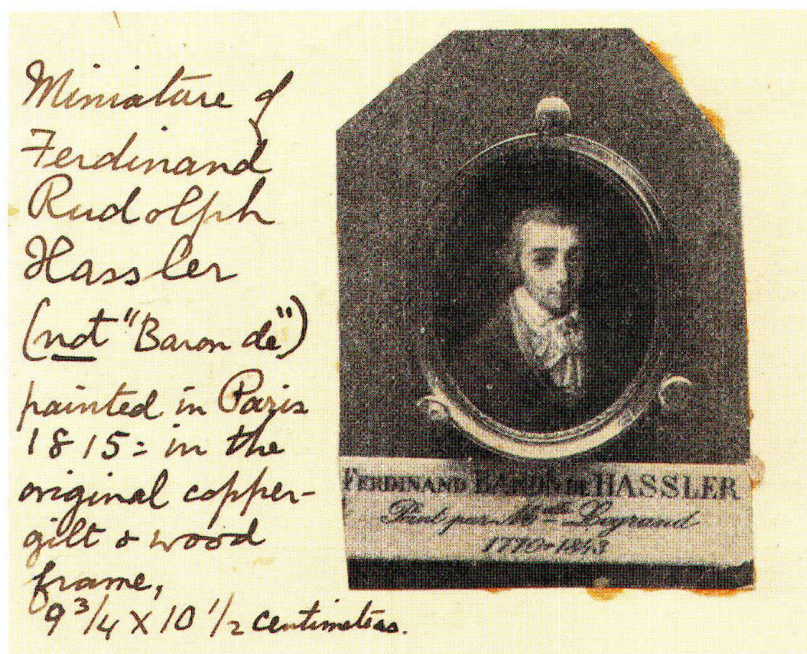 Miniature of
Ferdinand
Rudolph
Hassler
(not "Baron de")
painted in Paris
1815: in the
original copper-
gilt & wood
frame,
9 3/4 X 10 1/2 centimeters.
FERDINAND BARON DE HASSLER
Peint par Mlle Legrand
1770-1843